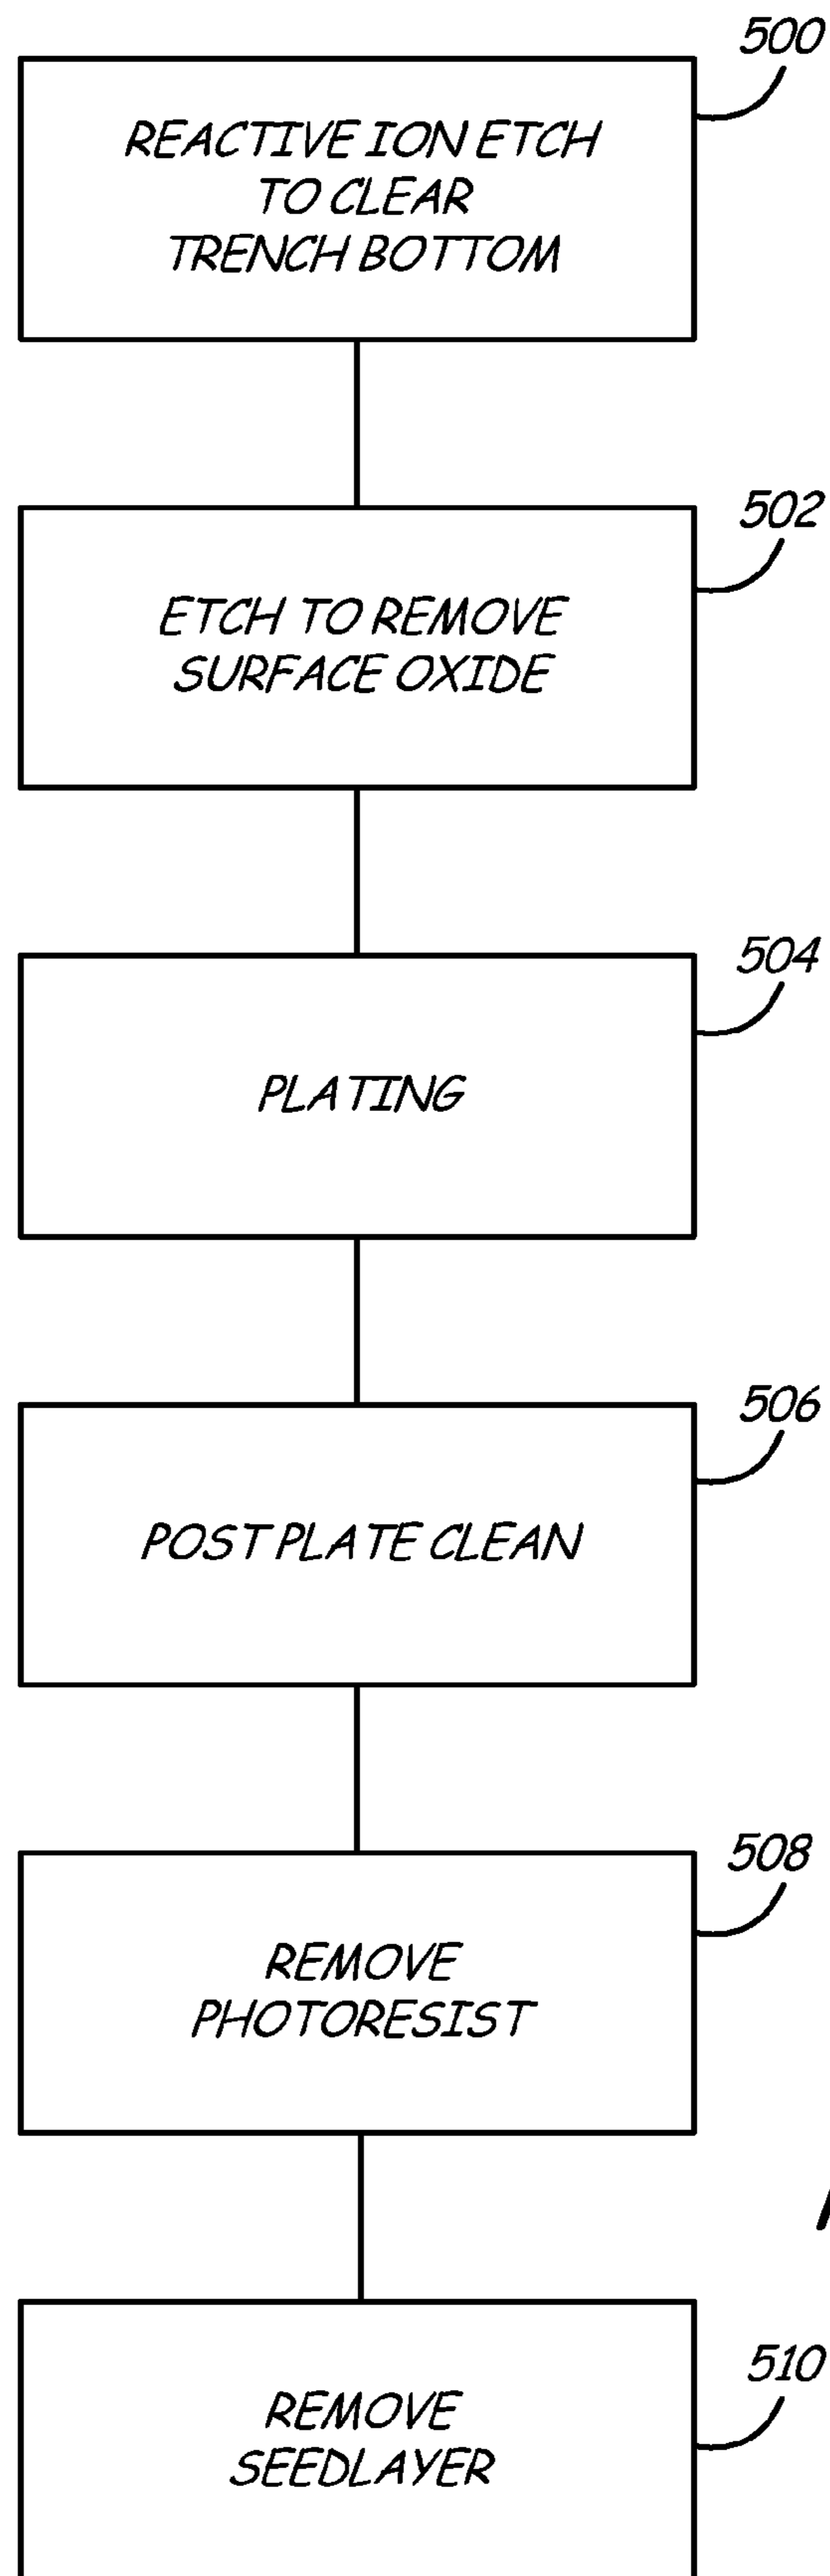 500
REACTIVE ION ETCH
TO CLEAR
TRENCH BOTTOM
502
ETCH TO REMOVE
SURFACE OXIDE
504
PLATING
506
POST PLATE CLEAN
508
REMOVE
PHOTORESIST
510
REMOVE
SEEDLAYER